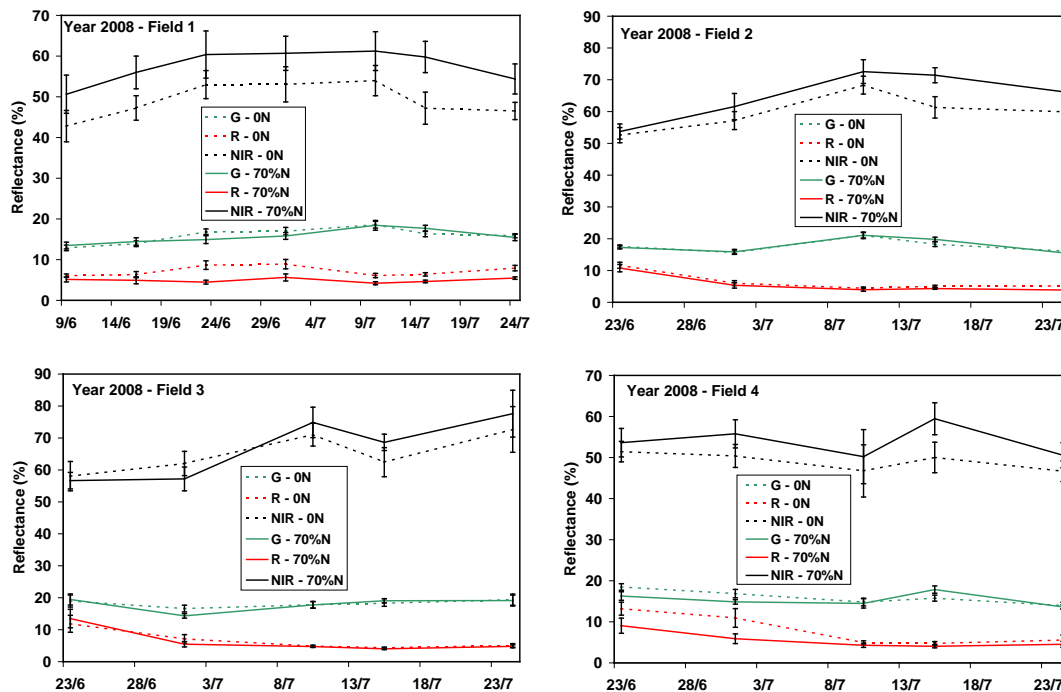 Year 2008 - Field 1
Reflectance (%)
70
60
50
40
30
20
10
0
G - 0N
R - 0N
NIR - 0N
G - 70%N
R - 70%N
NIR - 70%N
9/6 14/6 19/6 24/6 29/6 4/7 9/7 14/7 19/7 24/7
Year 2008 - Field 2
Reflectance (%)
90
80
70
60
50
40
30
20
10
0
G - 0N
R - 0N
NIR - 0N
G - 70%N
R - 70%N
NIR - 70%N
23/6 28/6 3/7 8/7 13/7 18/7 23/7
Year 2008 - Field 3
Reflectance (%)
90
80
70
60
50
40
30
20
10
0
G - 0N
R - 0N
NIR - 0N
G - 70%N
R - 70%N
NIR - 70%N
23/6 28/6 3/7 8/7 13/7 18/7 23/7
Year 2008 - Field 4
Reflectance (%)
70
60
50
40
30
20
10
0
G - 0N
R - 0N
NIR - 0N
G - 70%N
R - 70%N
NIR - 70%N
23/6 28/6 3/7 8/7 13/7 18/7 23/7